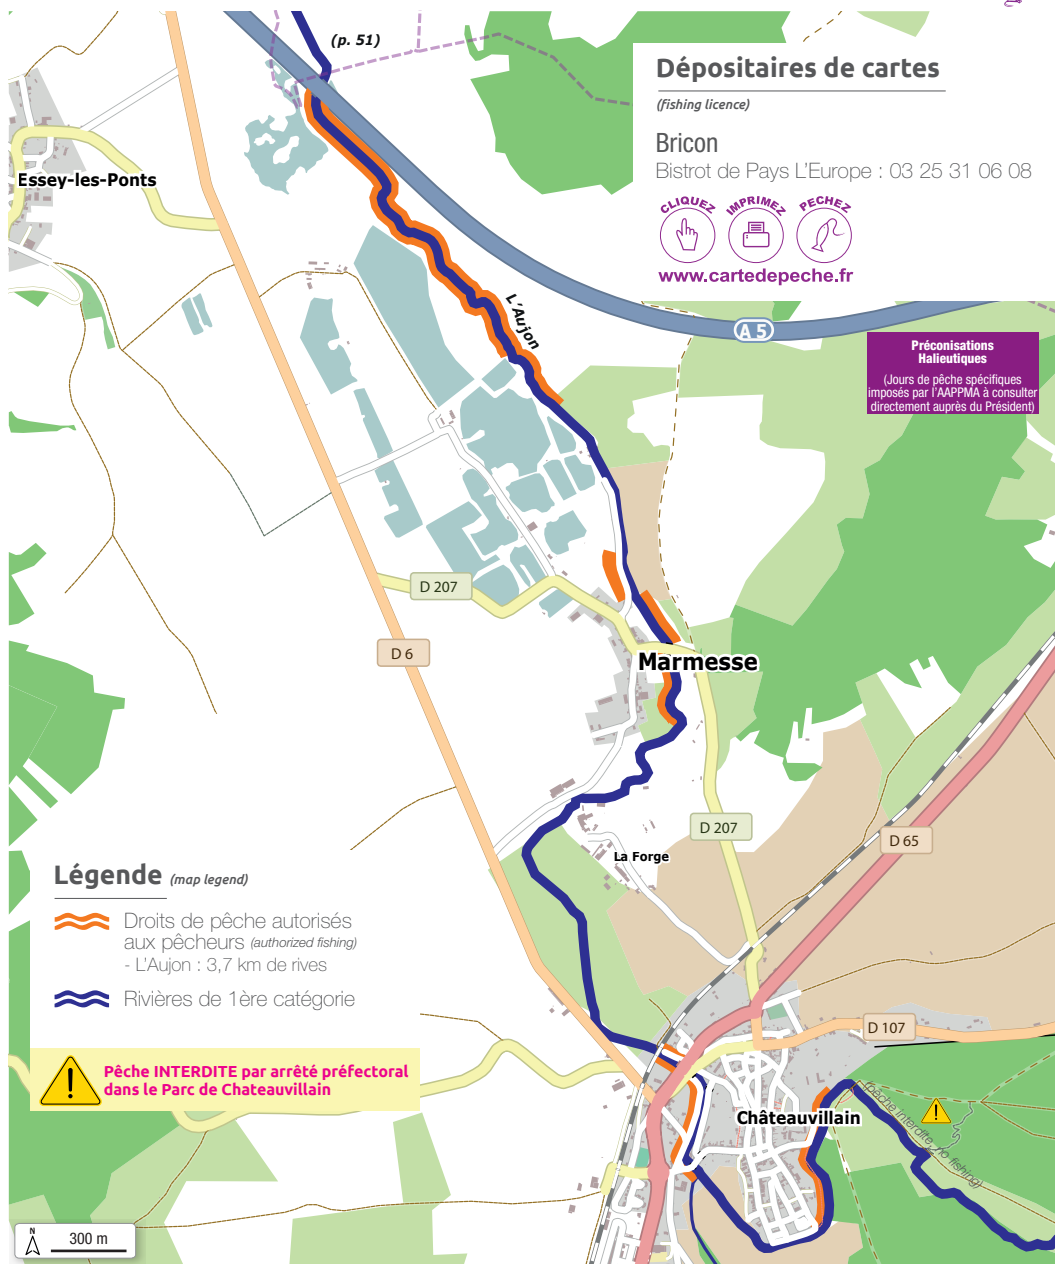 (p. 51)
Dépositaires de cartes
(fishing licence)
Bricon
Bistrot de Pays L'Europe : 03 25 31 06 08
CLIQUEZ
IMPRIMEZ
PECHEZ
www.cartedepeche.fr
Essey-les-Ponts
L'Aujon
A 5
Préconisations
Halieutiques
(Jours de pêche spécifiques
imposés par l'AAPPMA à consulter
directement auprès du Président)
D 207
D 6
Marmesse
D 207
D 65
La Forge
Légende (map legend)
Droits de pêche autorisés
aux pêcheurs (authorized fishing)
- L'Aujon : 3,7 km de rives
Rivières de 1ère catégorie
D 107
Pêche INTERDITE par arrêté préfectoral
dans le Parc de Chateauvillain
Châteauvillain
(pêche interdite, no fishing)
N
300 m